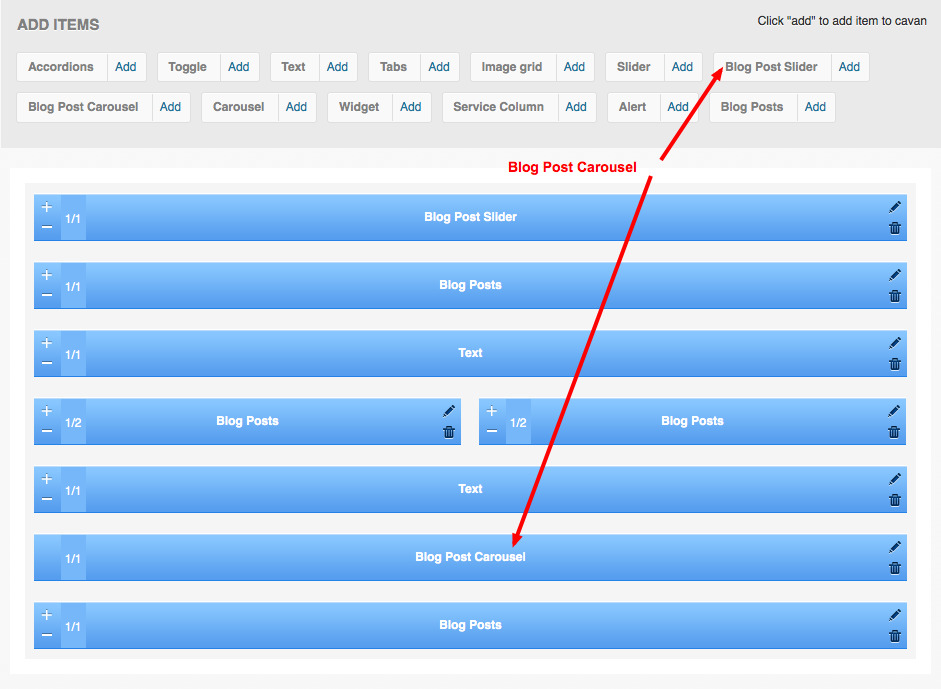 ADD ITEMS
Click "add" to add item to cavan
Accordions Add Toggle Add Text Add Tabs Add Image grid Add Slider Add Blog Post Slider Add
Blog Post Carousel Add Carousel Add Widget Add Service Column Add Alert Add Blog Posts Add
Blog Post Carousel
1/1 Blog Post Slider
1/1 Blog Posts
1/1 Text
1/2 Blog Posts 1/2 Blog Posts
1/1 Text
1/1 Blog Post Carousel
1/1 Blog Posts